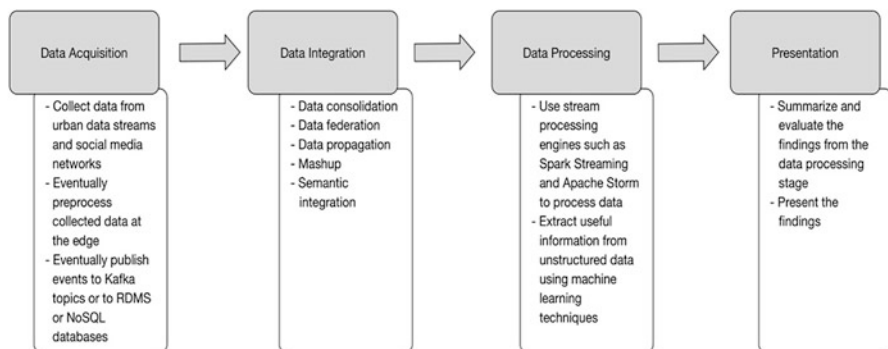 Data Acquisition
- Collect data from
urban data streams
and social media
networks
- Eventually
preprocess
collected data at
the edge
- Eventually publish
events to Kafka
topics or to RDMS
or NoSQL
databases
Data Integration
- Data consolidation
- Data federation
- Data propagation
- Mashup
- Semantic
integration
Data Processing
- Use stream
processing
engines such as
Spark Streaming
and Apache Storm
to process data
- Extract useful
information from
unstructured data
using machine
learning
techniques
Presentation
- Summarize and
evaluate the
findings from the
data processing
stage
- Present the
findings